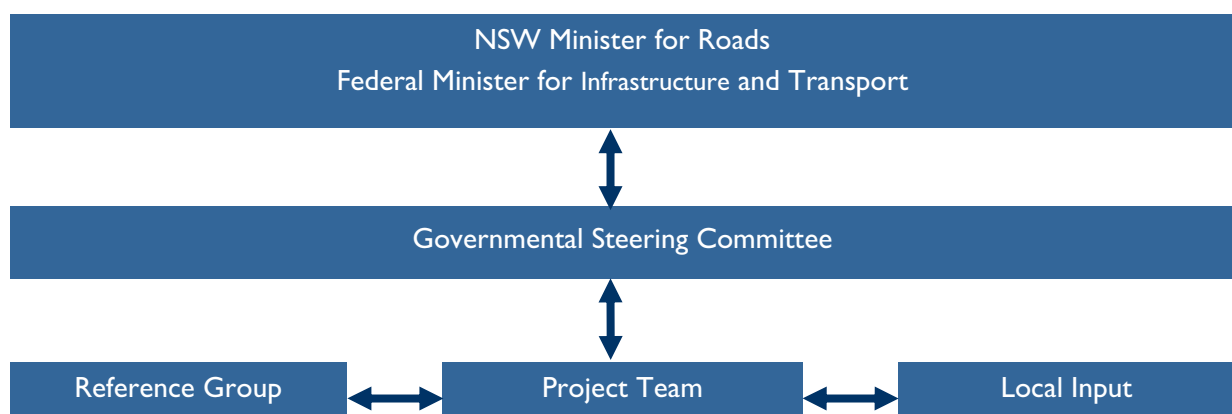 NSW Minister for Roads
Federal Minister for Infrastructure and Transport
Governmental Steering Committee
Reference Group
Project Team
Local Input